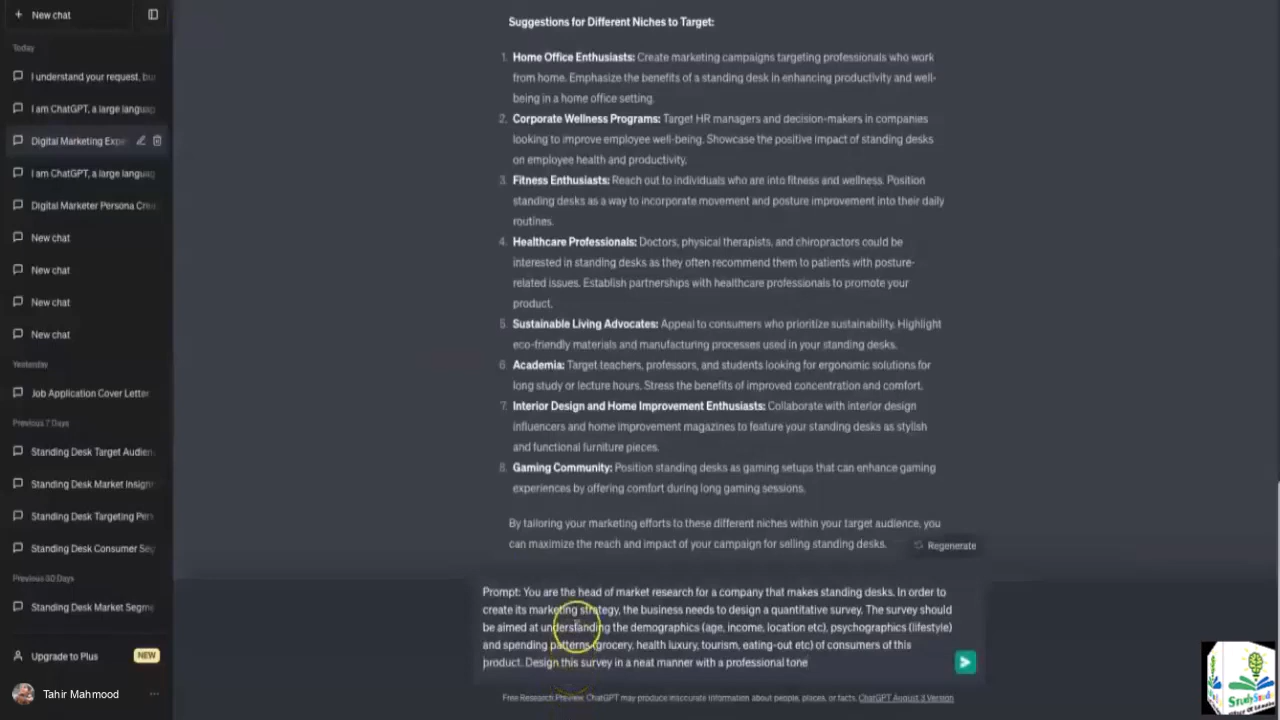 New chat
Today
I understand your request, bu
I am ChatGPT, a large languag
Digital Marketing Expe
I am ChatGPT, a large languag
Digital Marketer Persona Crea
New chat
New chat
New chat
New chat
Yesterday
Job Application Cover Letter
Previous 7 Days
Standing Desk Target Audien
Standing Desk Market Insigh
Standing Desk Targeting Per
Standing Desk Consumer Seg
Previous 30 Days
Standing Desk Market Segme
Upgrade to Plus
NEW
Tahir Mahmood
Suggestions for Different Niches to Target:
1. Home Office Enthusiasts: Create marketing campaigns targeting professionals who work
from home. Emphasize the benefits of a standing desk in enhancing productivity and well-
being in a home office setting.
2. Corporate Wellness Programs: Target HR managers and decision-makers in companies
looking to improve employee well-being. Showcase the positive impact of standing desks
on employee health and productivity.
3. Fitness Enthusiasts: Reach out to individuals who are into fitness and wellness. Position
standing desks as a way to incorporate movement and posture improvement into their daily
routines.
4. Healthcare Professionals: Doctors, physical therapists, and chiropractors could be
interested in standing desks as they often recommend them to patients with posture-
related issues. Establish partnerships with healthcare professionals to promote your
product.
5. Sustainable Living Advocates: Appeal to consumers who prioritize sustainability. Highlight
eco-friendly materials and manufacturing processes used in your standing desks.
6. Academia: Target teachers, professors, and students looking for ergonomic solutions for
long study or lecture hours. Stress the benefits of improved concentration and comfort.
7. Interior Design and Home Improvement Enthusiasts: Collaborate with interior design
influencers and home improvement magazines to feature your standing desks as stylish
and functional furniture pieces.
8. Gaming Community: Position standing desks as gaming setups that can enhance gaming
experiences by offering comfort during long gaming sessions.
By tailoring your marketing efforts to these different niches within your target audience, you
can maximize the reach and impact of your campaign for selling standing desks.
Regenerate
Prompt: You are the head of market research for a company that makes standing desks. In order to
create its marketing strategy, the business needs to design a quantitative survey. The survey should
be aimed at understanding the demographics (age, income, location etc), psychographics (lifestyle)
and spending patterns (grocery, health luxury, tourism, eating-out etc) of consumers of this
product. Design this survey in a neat manner with a professional tone
Free Research Preview. ChatGPT may produce inaccurate information about people, places, or facts. ChatGPT August 3 Version